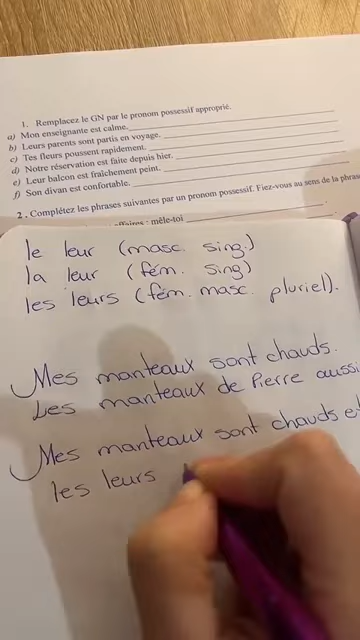 1. Remplacez le GN par le pronom possessif approprié.
a) Mon enseignante est calme.
b) Leurs parents sont partis en voyage.
c) Tes fleurs poussent rapidement.
d) Notre réservation est faite depuis hier.
e) Leur balcon est fraîchement peint.
f) Son divan est confortable.
2. Complétez les phrases suivantes par un pronom possessif. Fiez-vous au sens de la phrase
affaires - mêle-toi
le leur (masc. sing.)
la leur (fém. sing)
les leurs (fém. masc. pluriel).
Mes manteaux sont chauds.
Les manteaux de Pierre aussi
Mes manteaux sont chauds et
les leurs